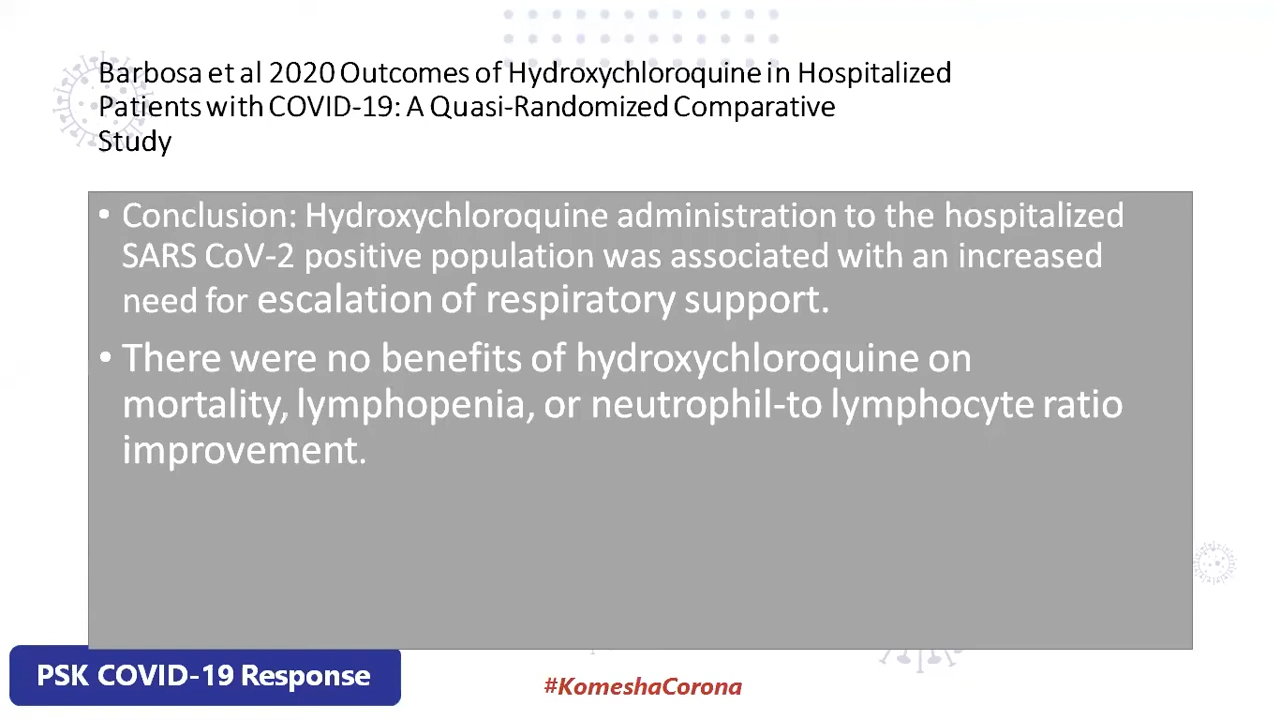 Barbosa et al 2020 Outcomes of Hydroxychloroquine in Hospitalized
Patients with COVID-19: A Quasi-Randomized Comparative
Study
• Conclusion: Hydroxychloroquine administration to the hospitalized
SARS CoV-2 positive population was associated with an increased
need for escalation of respiratory support.
• There were no benefits of hydroxychloroquine on
mortality, lymphopenia, or neutrophil-to lymphocyte ratio
improvement.
PSK COVID-19 Response
#KomeshaCorona